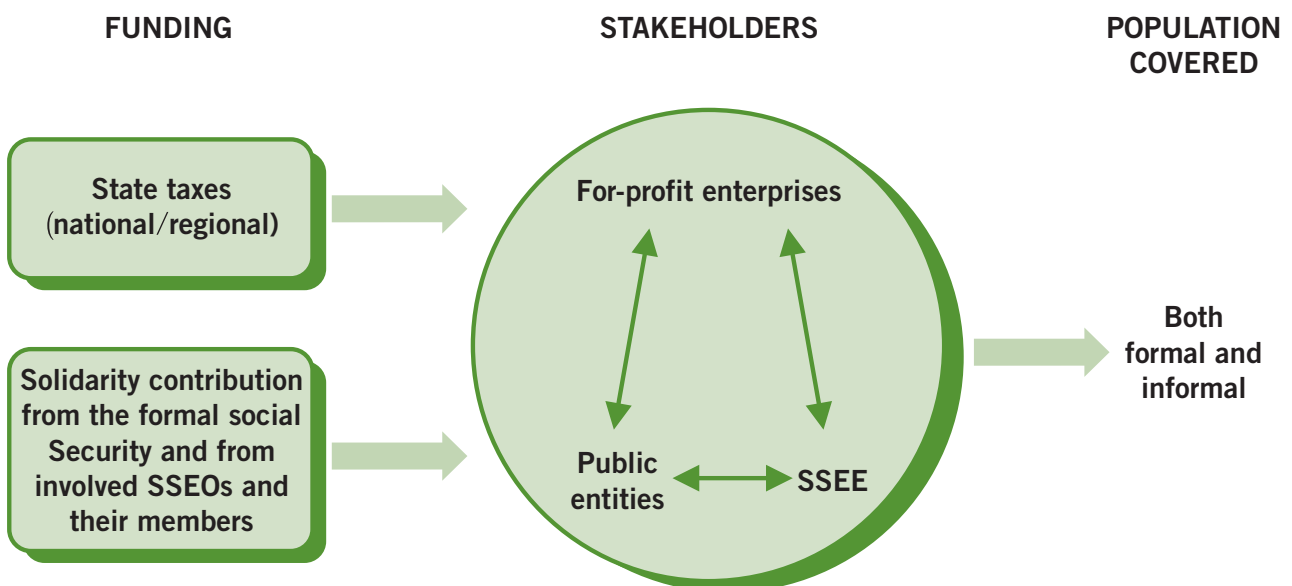 FUNDING
STAKEHOLDERS
POPULATION
COVERED
State taxes
(national/regional)
Solidarity contribution
from the formal social
Security and from
involved SSEOs and
their members
For-profit enterprises
Public
entities
SSEE
Both
formal and
informal